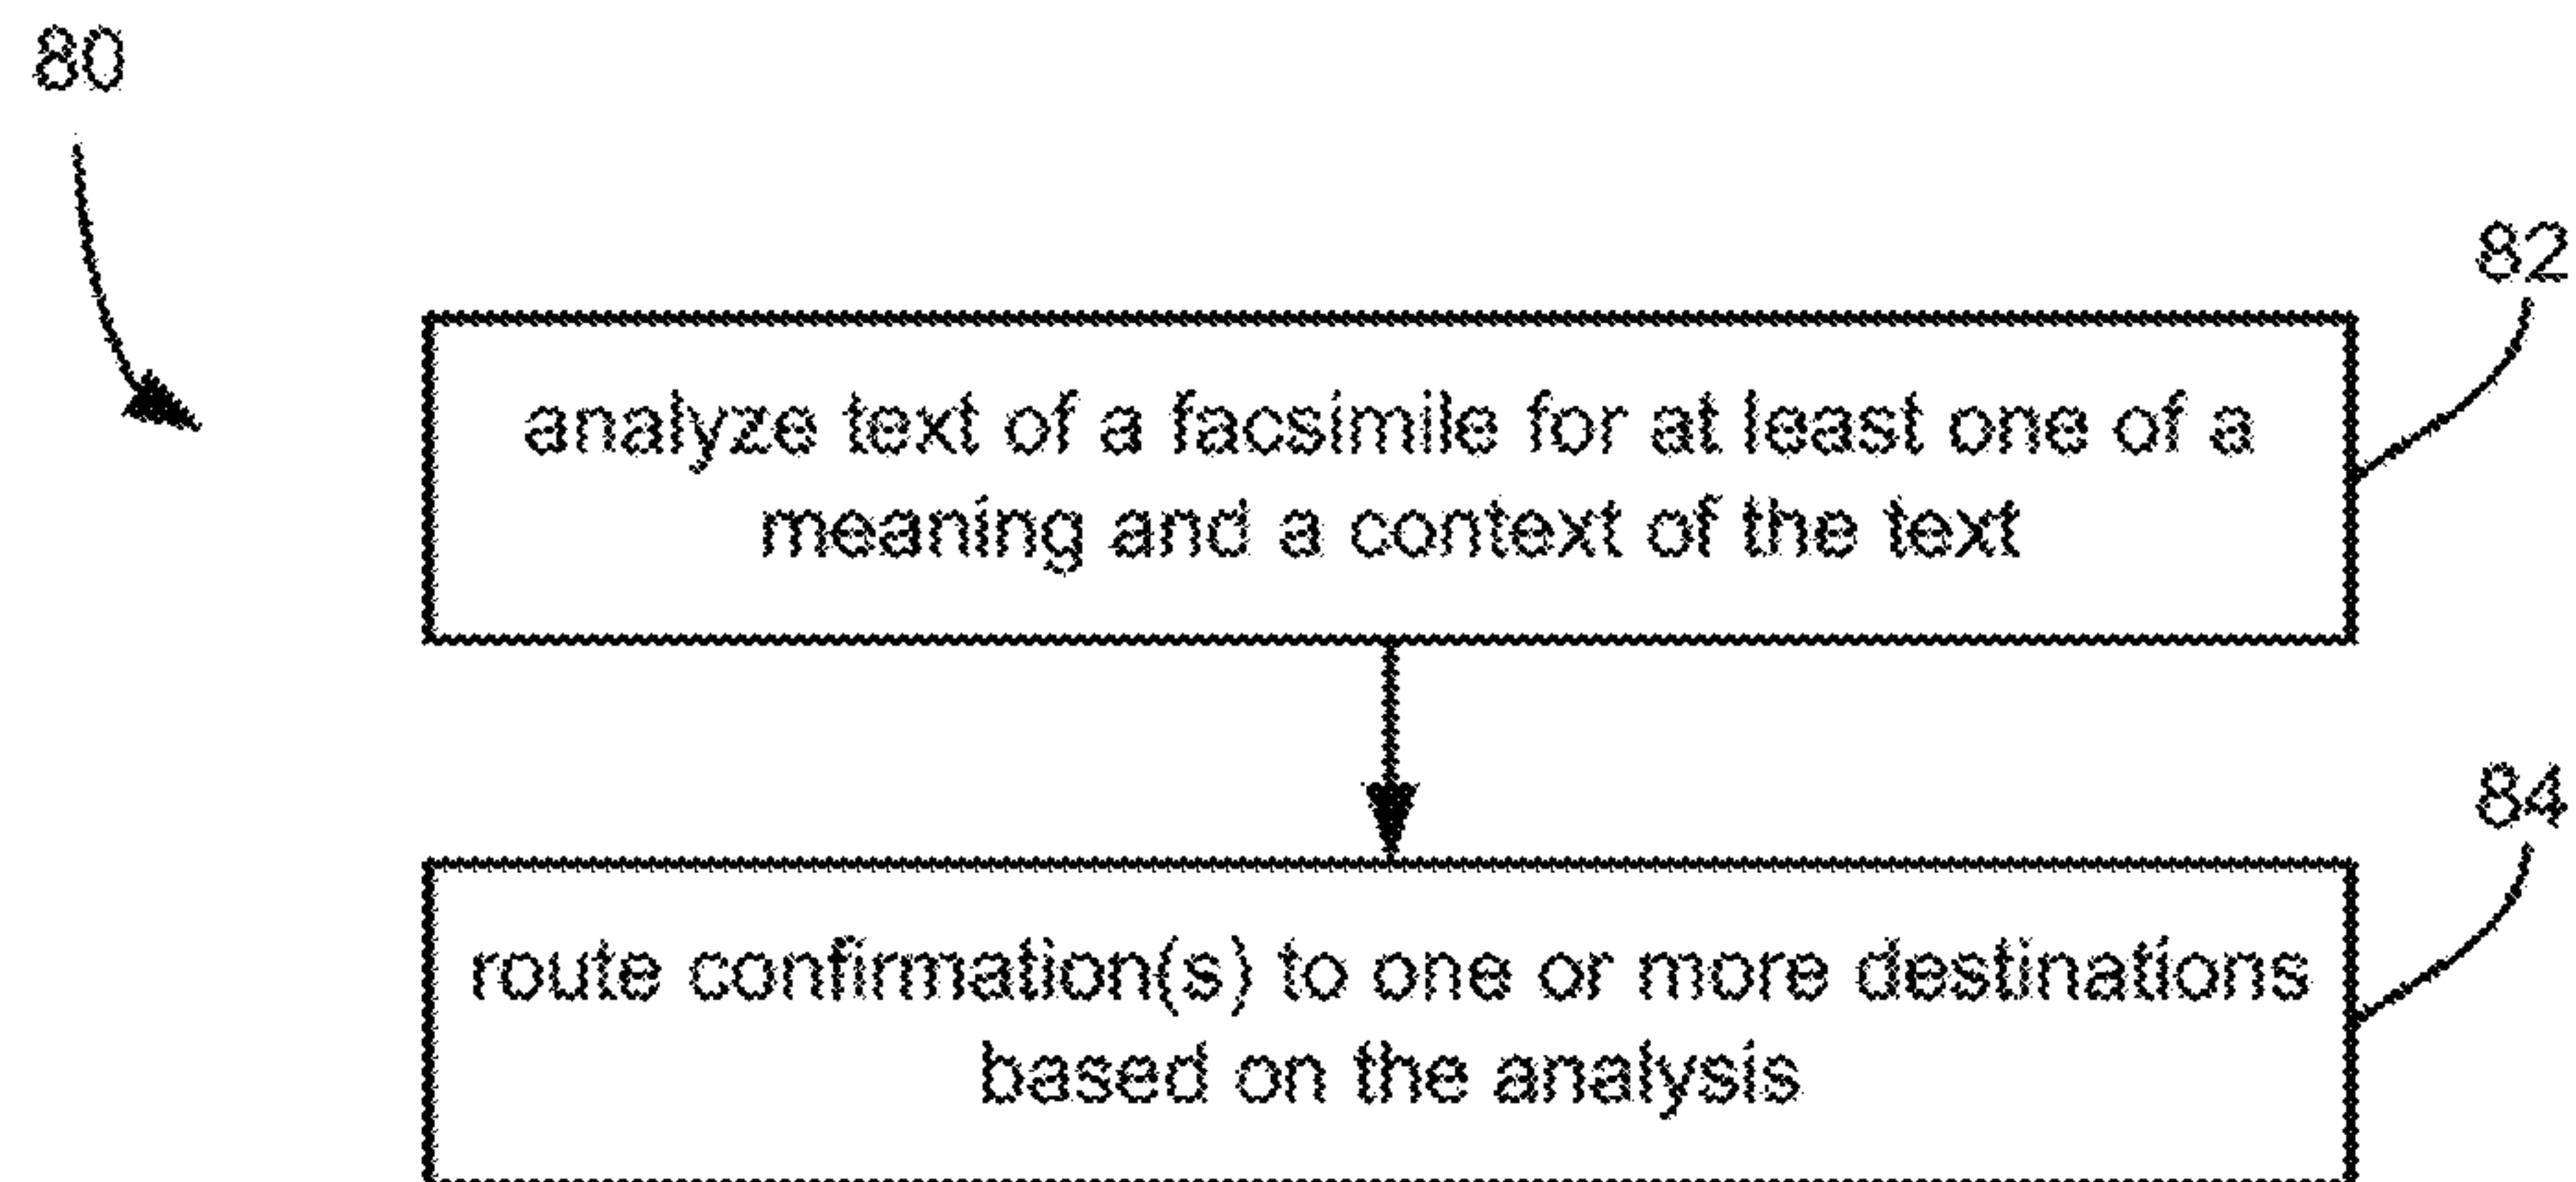 80
82
analyze text of a facsimile for at least one of a
meaning and a context of the text
84
route confirmation(s) to one or more destinations
based on the analysis